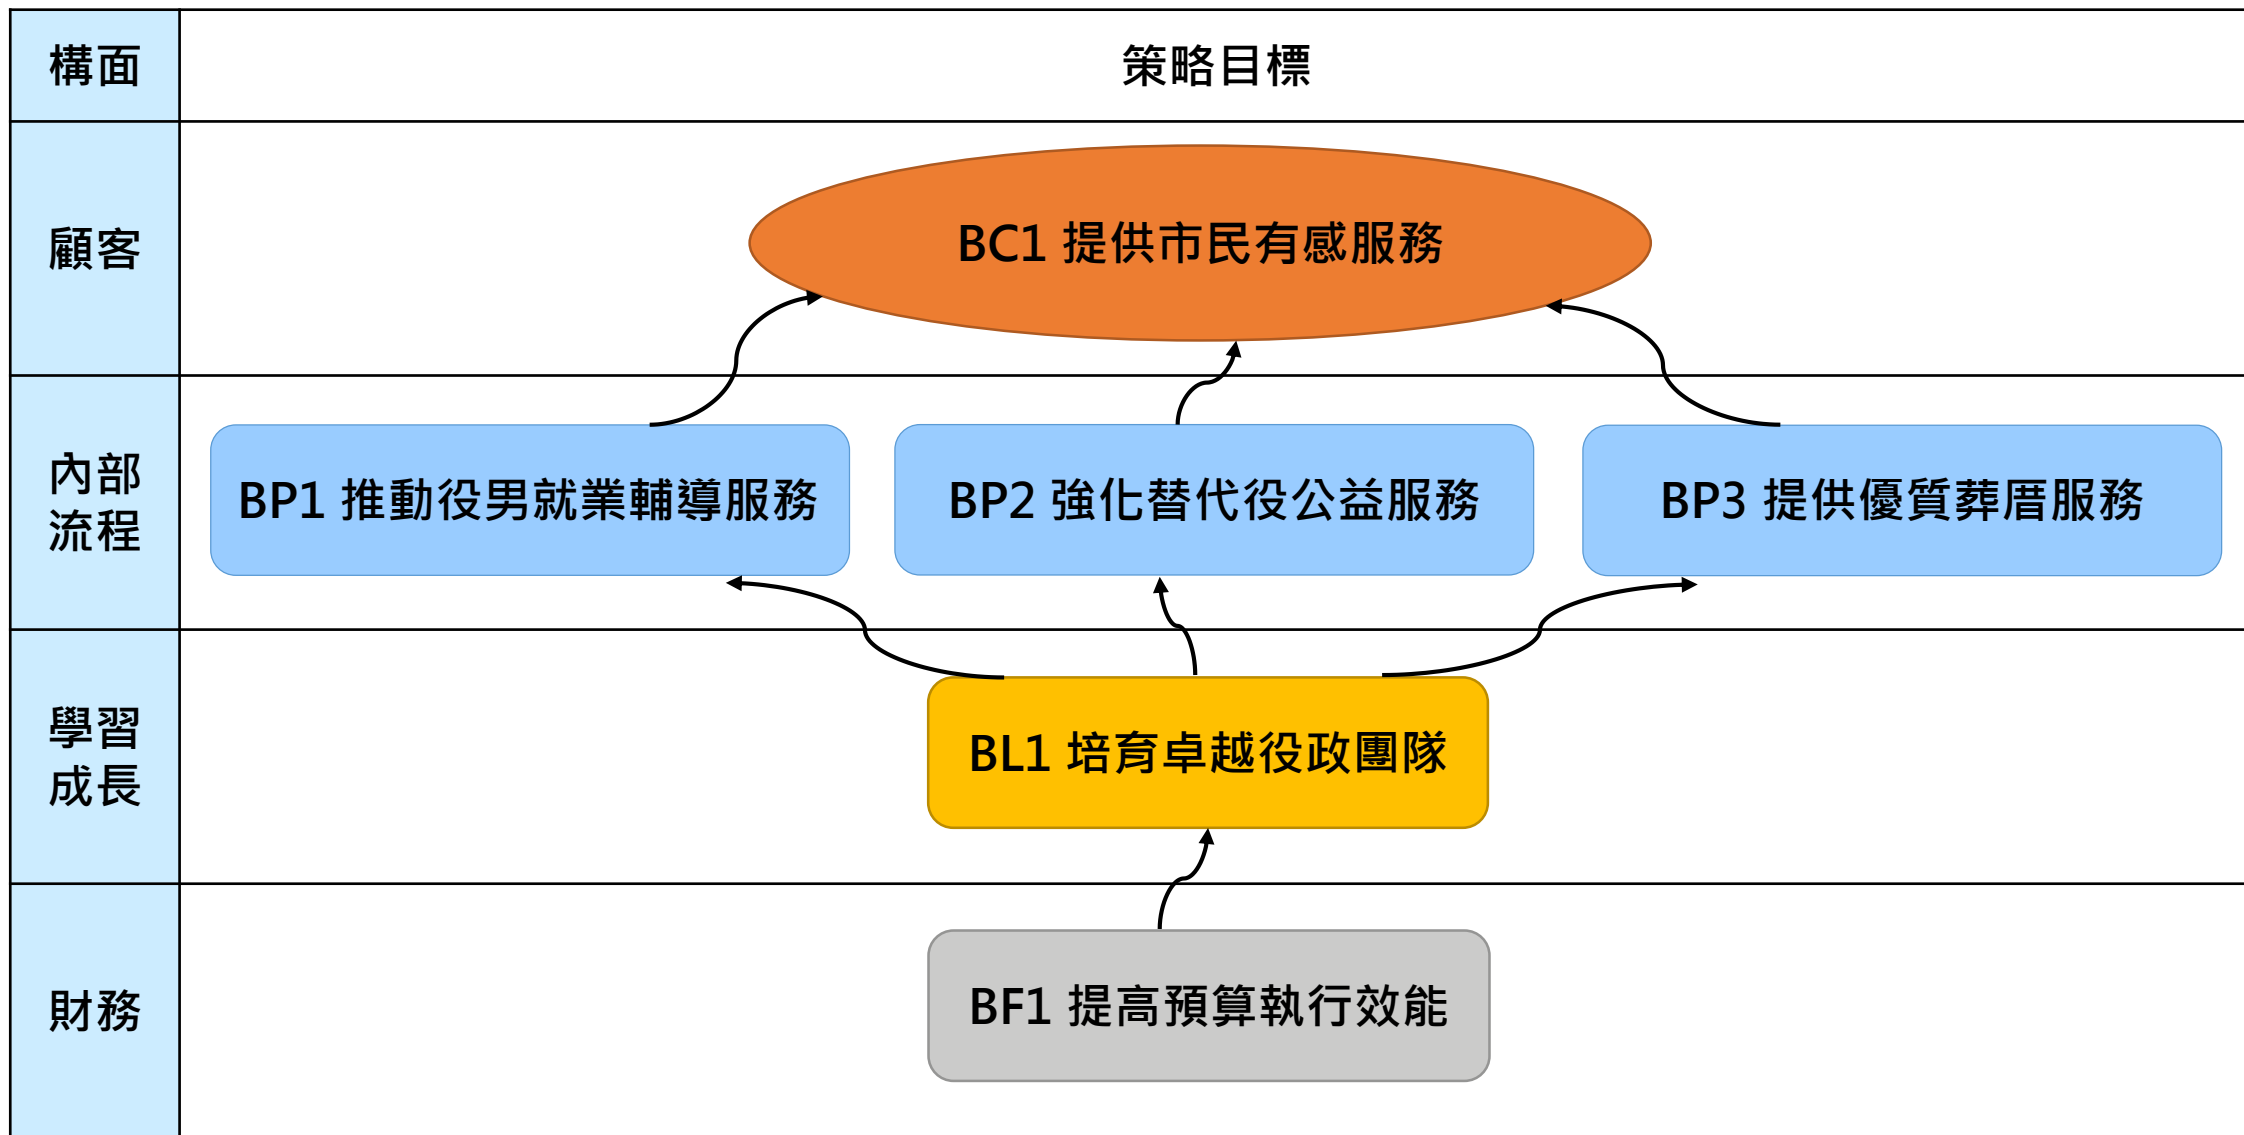 構面
策略目標
顧客
BC1 提供市民有感服務
內部
流程
BP1 推動役男就業輔導服務
BP2 強化替代役公益服務
BP3 提供優質葬厝服務
學習
成長
BL1 培育卓越役政團隊
財務
BF1 提高預算執行效能